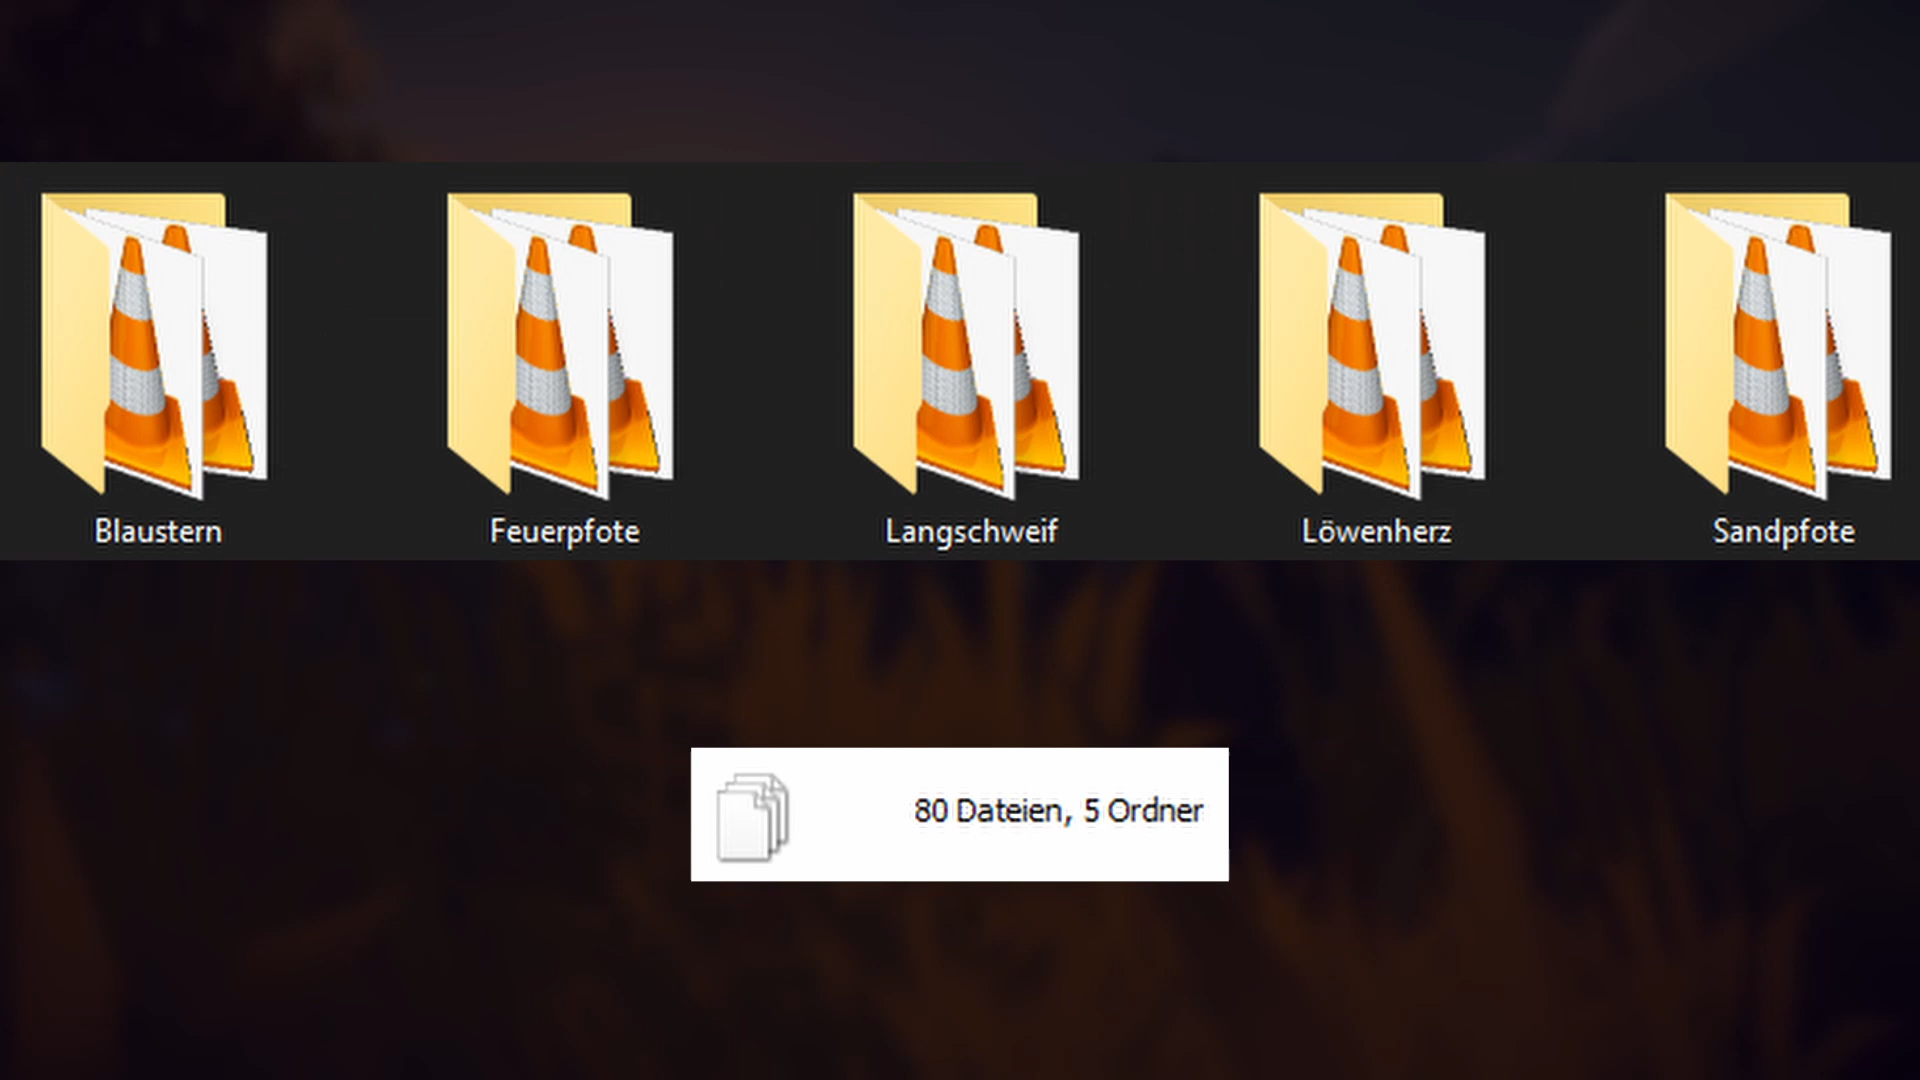 Blaustern
Feuerpfote
Langschweif
Löwenherz
Sandpfote
80 Dateien, 5 Ordner